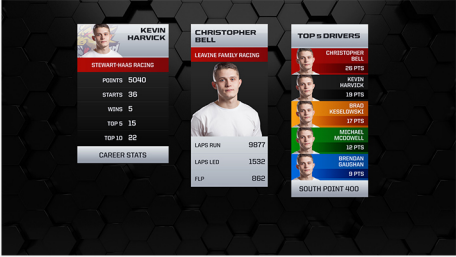 KEVIN
HARVICK
STEWART-HAAS RACING
POINTS 5040
STARTS 36
WINS 5
TOP 5 15
TOP 10 22
CAREER STATS
CHRISTOPHER
BELL
LEAVINE FAMILY RACING
LAPS RUN 9877
LAPS LED 1532
FLP 862
TOP 5 DRIVERS
CHRISTOPHER
BELL
26 PTS
KEVIN
HARVICK
19 PTS
BRAD
KESELOWSKI
17 PTS
MICHAEL
MCDOWELL
12 PTS
BRENDAN
GAUGHAN
9 PTS
SOUTH POINT 400